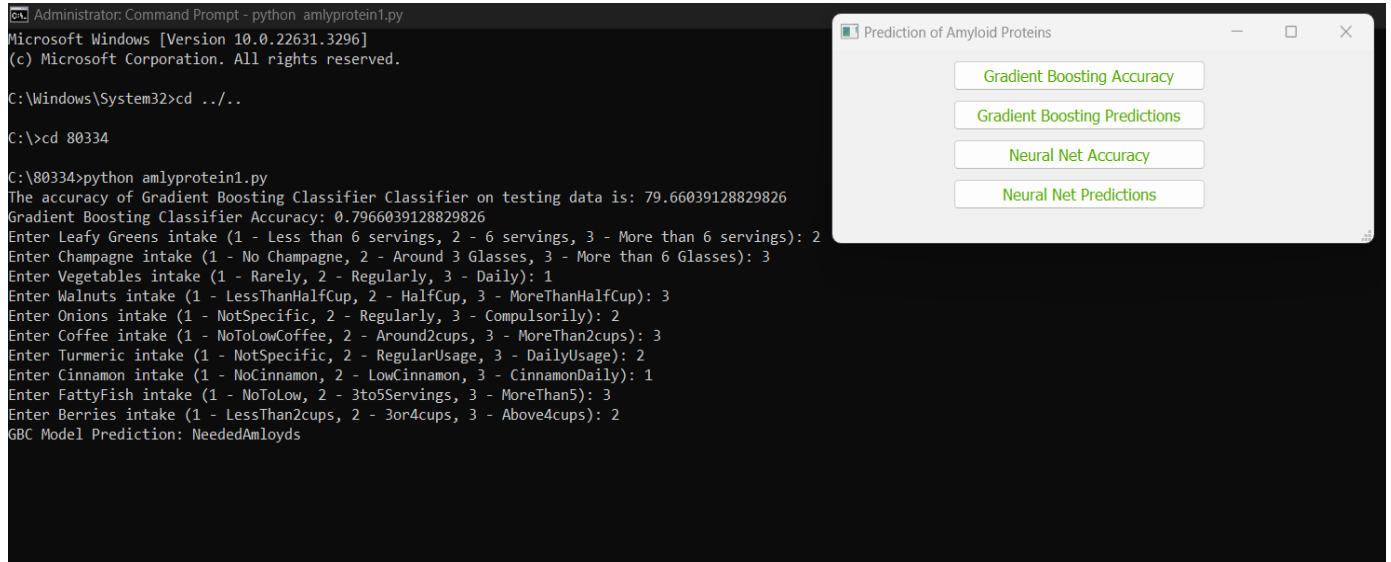 Administrator: Command Prompt - python  amlyprotein1.py
Microsoft Windows [Version 10.0.22631.3296]
(c) Microsoft Corporation. All rights reserved.
C:\Windows\System32>cd ../..
C:\>cd 80334
C:\80334>python amlyprotein1.py
The accuracy of Gradient Boosting Classifier Classifier on testing data is: 79.66039128829826
Gradient Boosting Classifier Accuracy: 0.7966039128829826
Enter Leafy Greens intake (1 - Less than 6 servings, 2 - 6 servings, 3 - More than 6 servings): 2
Enter Champagne intake (1 - No Champagne, 2 - Around 3 Glasses, 3 - More than 6 Glasses): 3
Enter Vegetables intake (1 - Rarely, 2 - Regularly, 3 - Daily): 1
Enter Walnuts intake (1 - LessThanHalfCup, 2 - HalfCup, 3 - MoreThanHalfCup): 3
Enter Onions intake (1 - NotSpecific, 2 - Regularly, 3 - Compulsorily): 2
Enter Coffee intake (1 - NoToLowCoffee, 2 - Around2cups, 3 - MoreThan2cups): 3
Enter Turmeric intake (1 - NotSpecific, 2 - RegularUsage, 3 - DailyUsage): 2
Enter Cinnamon intake (1 - NoCinnamon, 2 - LowCinnamon, 3 - CinnamonDaily): 1
Enter FattyFish intake (1 - NoToLow, 2 - 3to5Servings, 3 - MoreThan5): 3
Enter Berries intake (1 - LessThan2cups, 2 - 3or4cups, 3 - Above4cups): 2
GBC Model Prediction: NeededAmloyds
Prediction of Amyloid Proteins
Gradient Boosting Accuracy
Gradient Boosting Predictions
Neural Net Accuracy
Neural Net Predictions